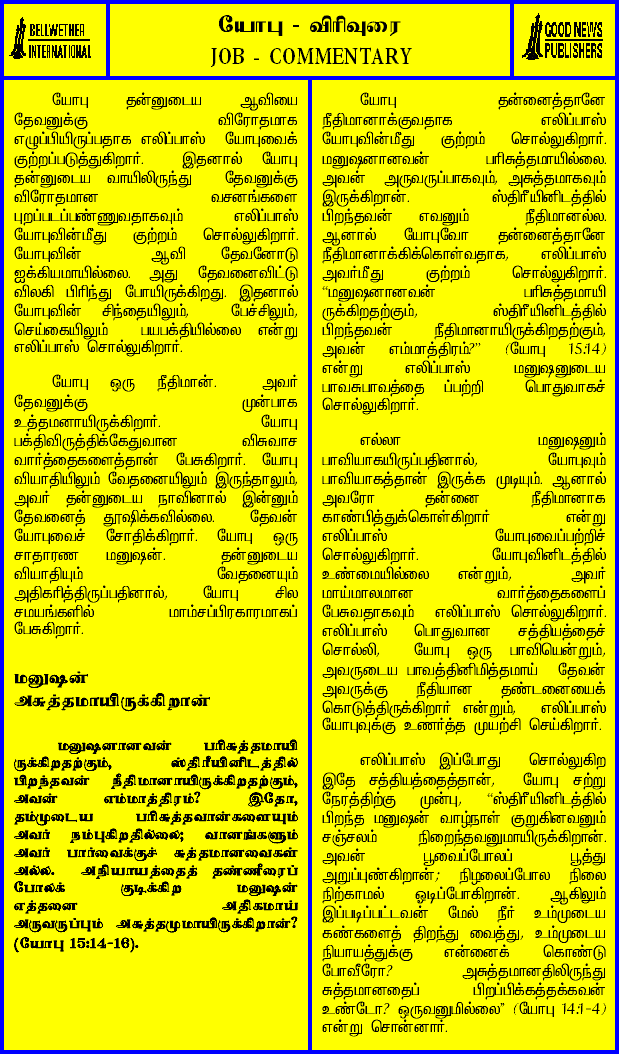 BELLWETHER
INTERNATIONAL
யோபு - விரிவுரை
JOB - COMMENTARY
GOOD NEWS
PUBLISHERS
யோபு தன்னுடைய ஆவியை
தேவனுக்கு விரோதமாக
எழுப்பியிருப்பதாக எலிப்பாஸ் யோபுவைக்
குற்றப்படுத்துகிறார். இதனால் யோபு
தன்னுடைய வாயிலிருந்து தேவனுக்கு
விரோதமான வசனங்களை
புறப்படப்பண்ணுவதாகவும் எலிப்பாஸ்
யோபுவின்மீது குற்றம் சொல்லுகிறார்.
யோபுவின் ஆவி தேவனோடு
ஐக்கியமாயில்லை. அது தேவனைவிட்டு
விலகி பிரிந்து போயிருக்கிறது. இதனால்
யோபுவின் சிந்தையிலும், பேச்சிலும்,
செய்கையிலும் பயபக்தியில்லை என்று
எலிப்பாஸ் சொல்லுகிறார்.
யோபு ஒரு நீதிமான். அவர்
தேவனுக்கு முன்பாக
உத்தமனாயிருக்கிறார். யோபு
பக்திவிருத்திக்கேதுவான விசுவாச
வார்த்தைகளைத்தான் பேசுகிறார். யோபு
வியாதியிலும் வேதனையிலும் இருந்தாலும்,
அவர் தன்னுடைய நாவினால் இன்னும்
தேவனைத் தூஷிக்கவில்லை. தேவன்
யோபுவைச் சோதிக்கிறார். யோபு ஒரு
சாதாரண மனுஷன். தன்னுடைய
வியாதியும் வேதனையும்
அதிகரித்திருப்பதினால், யோபு சில
சமயங்களில் மாம்சப்பிரகாரமாகப்
பேசுகிறார்.
மனுஷன்
அசுத்தமாயிருக்கிறான்
மனுஷனானவன் பரிசுத்தமாயி
ருக்கிறதற்கும், ஸ்திரீயினிடத்தில்
பிறந்தவன் நீதிமானாயிருக்கிறதற்கும்,
அவன் எம்மாத்திரம்? இதோ,
தம்முடைய பரிசுத்தவான்களையும்
அவர் நம்புகிறதில்லை; வானங்களும்
அவர் பார்வைக்குச் சுத்தமானவைகள்
அல்ல. அநியாயத்தைத் தண்ணீரைப்
போலக் குடிக்கிற மனுஷன்
எத்தனை அதிகமாய்
அருவருப்பும் அசுத்தமுமாயிருக்கிறான்?
(யோபு 15:14-16).
யோபு தன்னைத்தானே
நீதிமானாக்குவதாக எலிப்பாஸ்
யோபுவின்மீது குற்றம் சொல்லுகிறார்.
மனுஷனானவன் பரிசுத்தமாயில்லை.
அவன் அருவருப்பாகவும், அசுத்தமாகவும்
இருக்கிறான். ஸ்திரீயினிடத்தில்
பிறந்தவன் எவனும் நீதிமானல்ல.
ஆனால் யோபுவோ தன்னைத்தானே
நீதிமானாக்கிக்கொள்வதாக, எலிப்பாஸ்
அவர்மீது குற்றம் சொல்லுகிறார்.
“மனுஷனானவன் பரிசுத்தமாயி
ருக்கிறதற்கும், ஸ்திரீயினிடத்தில்
பிறந்தவன் நீதிமானாயிருக்கிறதற்கும்,
அவன் எம்மாத்திரம்?” (யோபு 15:14)
என்று எலிப்பாஸ் மனுஷனுடைய
பாவசுபாவத்தை ப்பற்றி பொதுவாகச்
சொல்லுகிறார்.
எல்லா மனுஷனும்
பாவியாகயிருப்பதினால், யோபுவும்
பாவியாகத்தான் இருக்க முடியும். ஆனால்
அவரோ தன்னை நீதிமானாக
காண்பித்துக்கொள்கிறார் என்று
எலிப்பாஸ் யோபுவைப்பற்றிச்
சொல்லுகிறார். யோபுவினிடத்தில்
உண்மையில்லை என்றும், அவர்
மாய்மாலமான வார்த்தைகளைப்
பேசுவதாகவும் எலிப்பாஸ் சொல்லுகிறார்.
எலிப்பாஸ் பொதுவான சத்தியத்தைச்
சொல்லி, யோபு ஒரு பாவியென்றும்,
அவருடைய பாவத்தினிமித்தமாய் தேவன்
அவருக்கு நீதியான தண்டனையைக்
கொடுத்திருக்கிறார் என்றும், எலிப்பாஸ்
யோபுவுக்கு உணர்த்த முயற்சி செய்கிறார்.
எலிப்பாஸ் இப்போது சொல்லுகிற
இதே சத்தியத்தைத்தான், யோபு சற்று
நேரத்திற்கு முன்பு, “ஸ்திரீயினிடத்தில்
பிறந்த மனுஷன் வாழ்நாள் குறுகினவனும்
சஞ்சலம் நிறைந்தவனுமாயிருக்கிறான்.
அவன் பூவைப்போலப் பூத்து
அறுப்புண்கிறான்; நிழலைப்போல நிலை
நிற்காமல் ஓடிப்போகிறான். ஆகிலும்
இப்படிப்பட்டவன் மேல் நீர் உம்முடைய
கண்களைத் திறந்து வைத்து, உம்முடைய
நியாயத்துக்கு என்னைக் கொண்டு
போவீரோ? அசுத்தமானதிலிருந்து
சுத்தமானதைப் பிறப்பிக்கத்தக்கவன்
உண்டோ? ஒருவனுமில்லை” (யோபு 14:1-4)
என்று சொன்னார்.